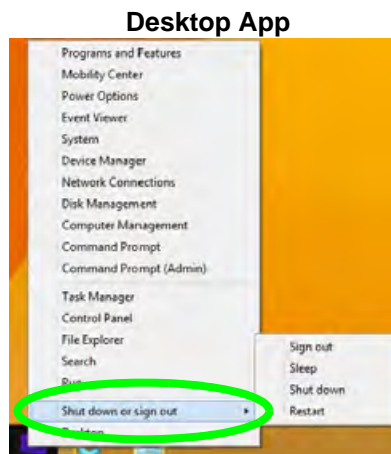 Desktop App
Programs and Features
Mobility Center
Power Options
Event Viewer
System
Device Manager
Network Connections
Disk Management
Computer Management
Command Prompt
Command Prompt (Admin)
Task Manager
Control Panel
File Explorer
Search
Run
Shut down or sign out
Desktop
Sign out
Sleep
Shut down
Restart